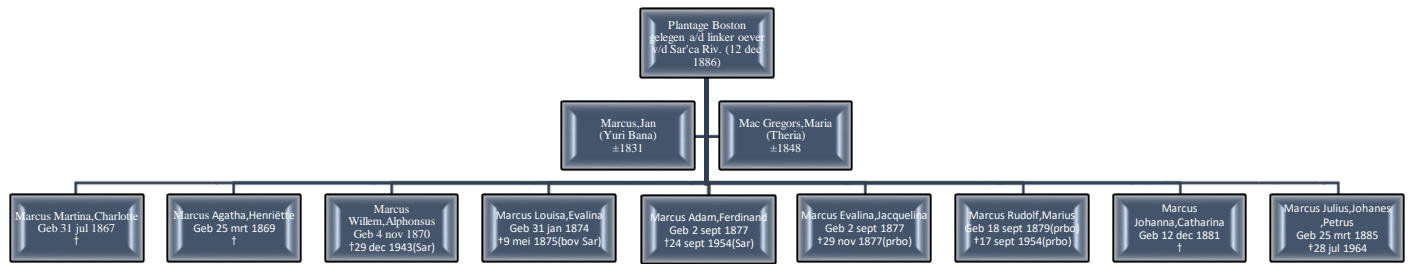 Plantage Boston
gelegen a/d linker oever
v/d Sar'ca Riv. (12 dec
1886)
Marcus,Jan
(Yuri Bana)
±1831
Mac Gregors,Maria
(Theria)
±1848
Marcus Martina,Charlotte
Geb 31 jul 1867
†
Marcus Agatha,Henriëtte
Geb 25 mrt 1869
†
Marcus
Willem,Alphonsus
Geb 4 nov 1870
†29 dec 1943(Sar)
Marcus Louisa,Evalina
Geb 31 jan 1874
†9 mei 1875(bov Sar)
Marcus Adam,Ferdinand
Geb 2 sept 1877
†24 sept 1954(Sar)
Marcus Evalina,Jacquelina
Geb 2 sept 1877
†29 nov 1877(prbo)
Marcus Rudolf,Marius
Geb 18 sept 1879(prbo)
†17 sept 1954(prbo)
Marcus
Johanna,Catharina
Geb 12 dec 1881
†
Marcus Julius,Johanes
,Petrus
Geb 25 mrt 1885
†28 jul 1964